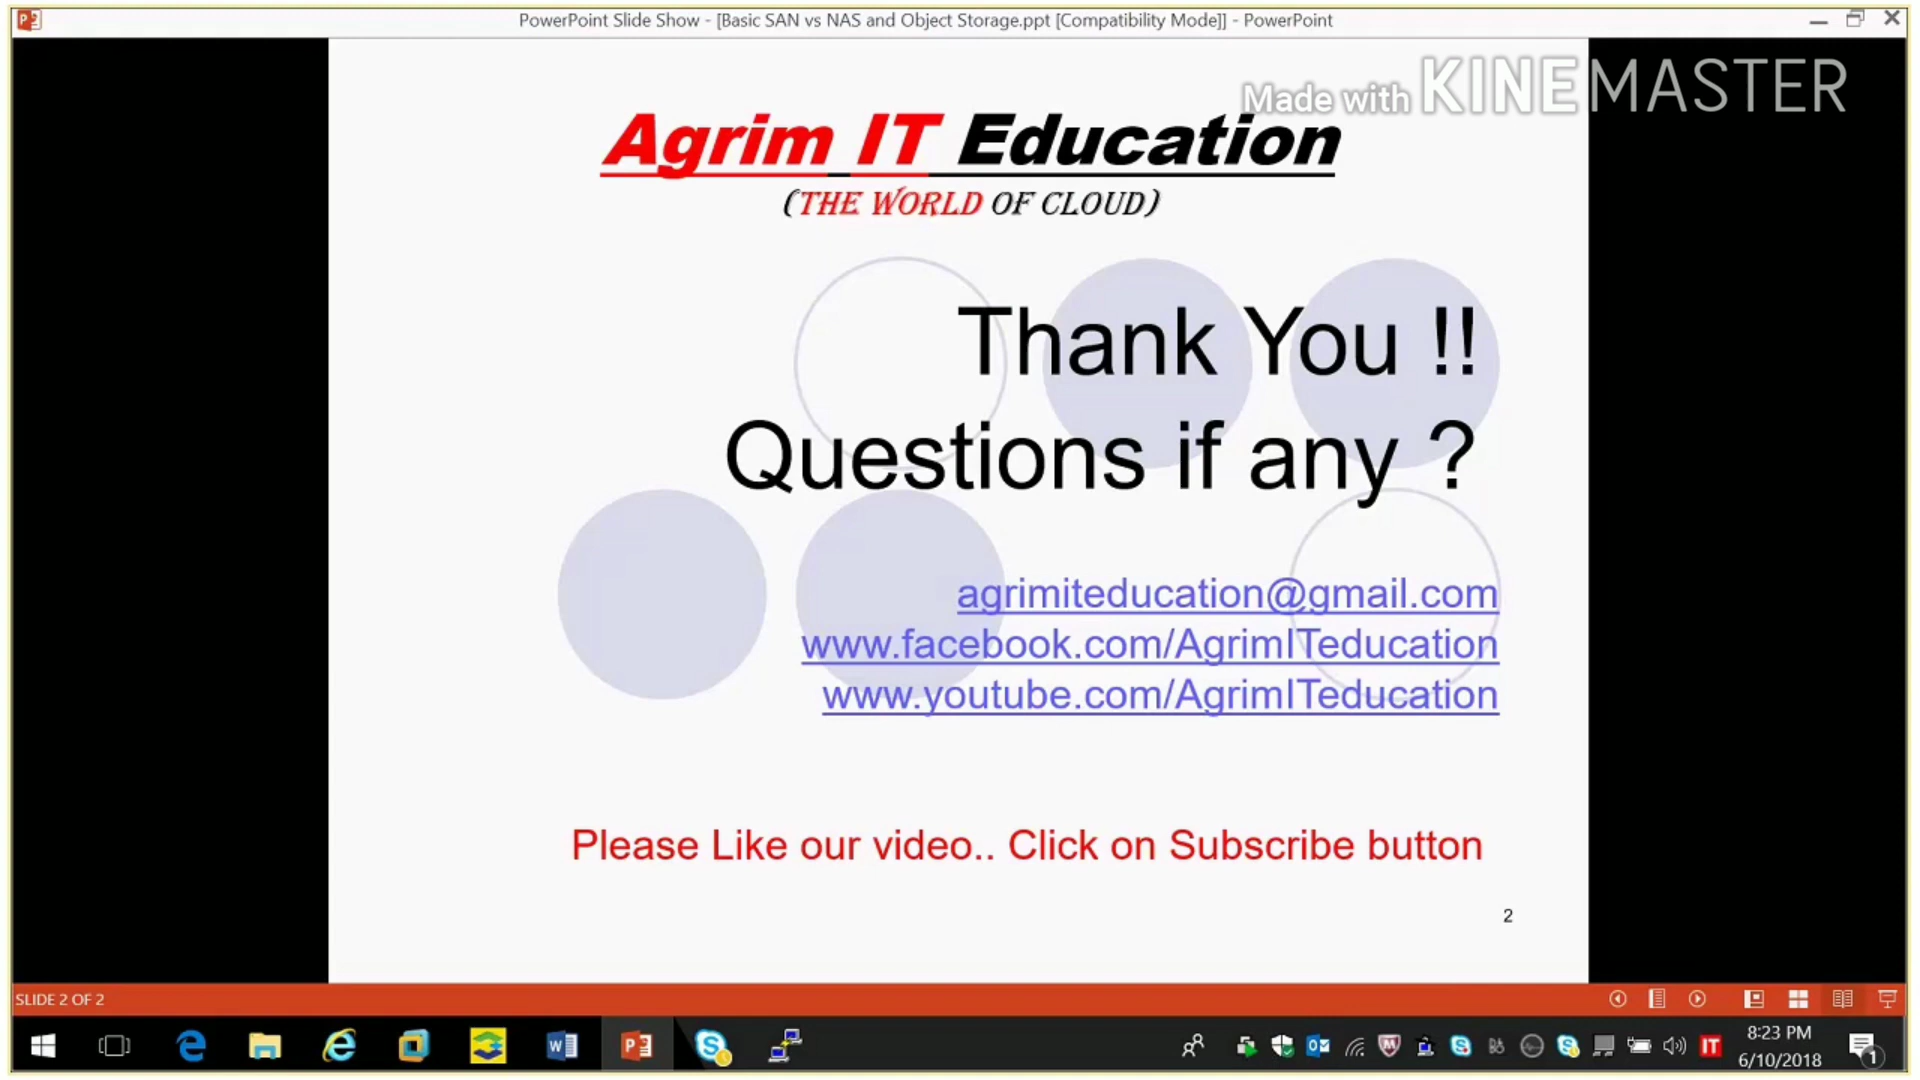 PowerPoint Slide Show - [Basic SAN vs NAS and Object Storage.ppt [Compatibility Mode]] - PowerPoint
Made with KINEMASTER
Agrim IT Education
(THE WORLD OF CLOUD)
Thank You !!
Questions if any ?
agrimiteducation@gmail.com
www.facebook.com/AgrimITeducation
www.youtube.com/AgrimITeducation
Please Like our video.. Click on Subscribe button
2
SLIDE 2 OF 2
8:23 PM
6/10/2018
IT
1